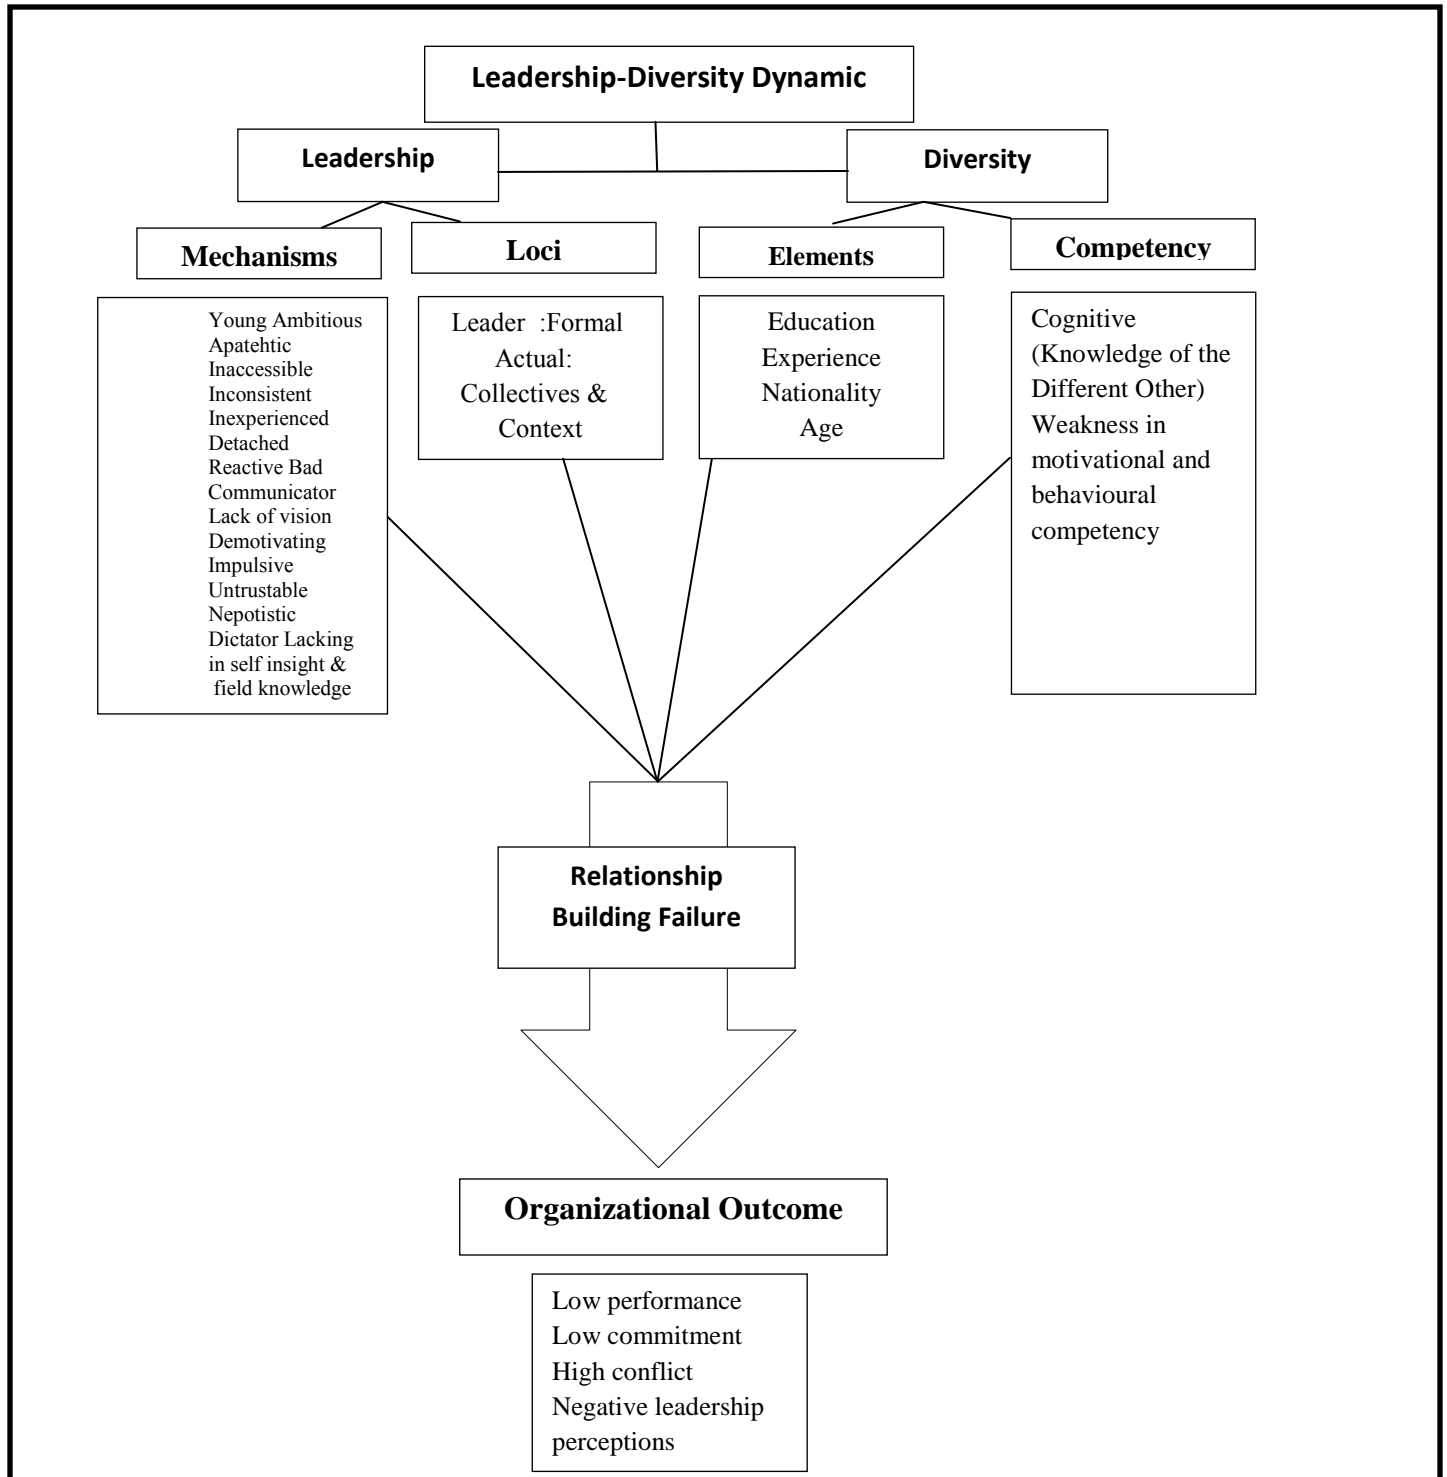 Leadership-Diversity Dynamic
Leadership
Diversity
Mechanisms
Loci
Elements
Competency
Young Ambitious
Apatehtic
Inaccessible
Inconsistent
Inexperienced
Detached
Reactive Bad
Communicator
Lack of vision
Demotivating
Impulsive
Untrustable
Nepotistic
Dictator Lacking
in self insight &
field knowledge
Leader :Formal
Actual:
Collectives &
Context
Education
Experience
Nationality
Age
Cognitive
(Knowledge of the
Different Other)
Weakness in
motivational and
behavioural
competency
Relationship
Building Failure
Organizational Outcome
Low performance
Low commitment
High conflict
Negative leadership
perceptions